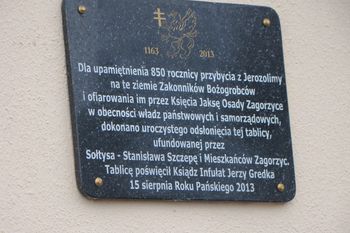 1163 2013
Dla upamiętnienia 850 rocznicy przybycia z Jerozolimy
na te ziemie Zakonników Bożogrobców
i ofiarowania im przez Księcia Jaksę Osady Zagorzyce
w obecności władz państwowych i samorządowych,
dokonano uroczystego odsłonięcia tej tablicy,
ufundowanej przez
Sołtysa - Stanisława Szczepę i Mieszkańców Zagorzyc.
Tablicę poświęcił Ksiądz Infułat Jerzy Gredka
15 sierpnia Roku Pańskiego 2013